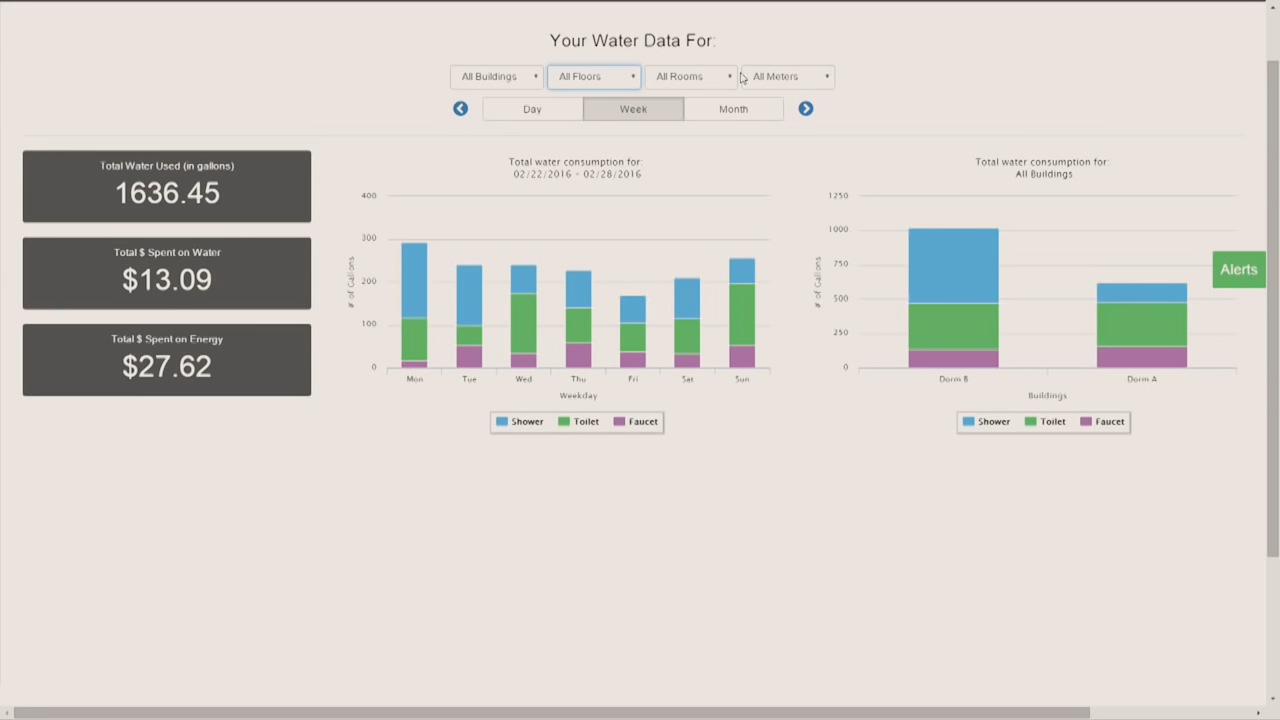 Your Water Data For:
All Buildings All Floors All Rooms All Meters
Day Week Month
Total Water Used (in gallons)
1636.45
Total $ Spent on Water
$13.09
Total $ Spent on Energy
$27.62
Total water consumption for:
02/22/2016 - 02/28/2016
# of Gallons
400
300
200
100
0
Mon Tue Wed Thu Fri Sat Sun
Weekday
Shower Toilet Faucet
Total water consumption for:
All Buildings
# of Gallons
1250
1000
750
500
250
0
Dorm B Dorm A
Buildings
Shower Toilet Faucet
Alerts